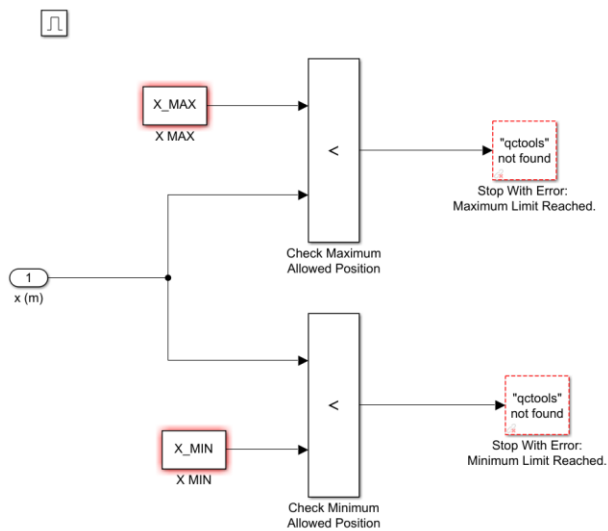 X_MAX
X MAX
<
Check Maximum
Allowed Position
"qctools"
not found
Stop With Error:
Maximum Limit Reached.
1
x (m)
<
Check Minimum
Allowed Position
X_MIN
X MIN
"qctools"
not found
Stop With Error:
Minimum Limit Reached.